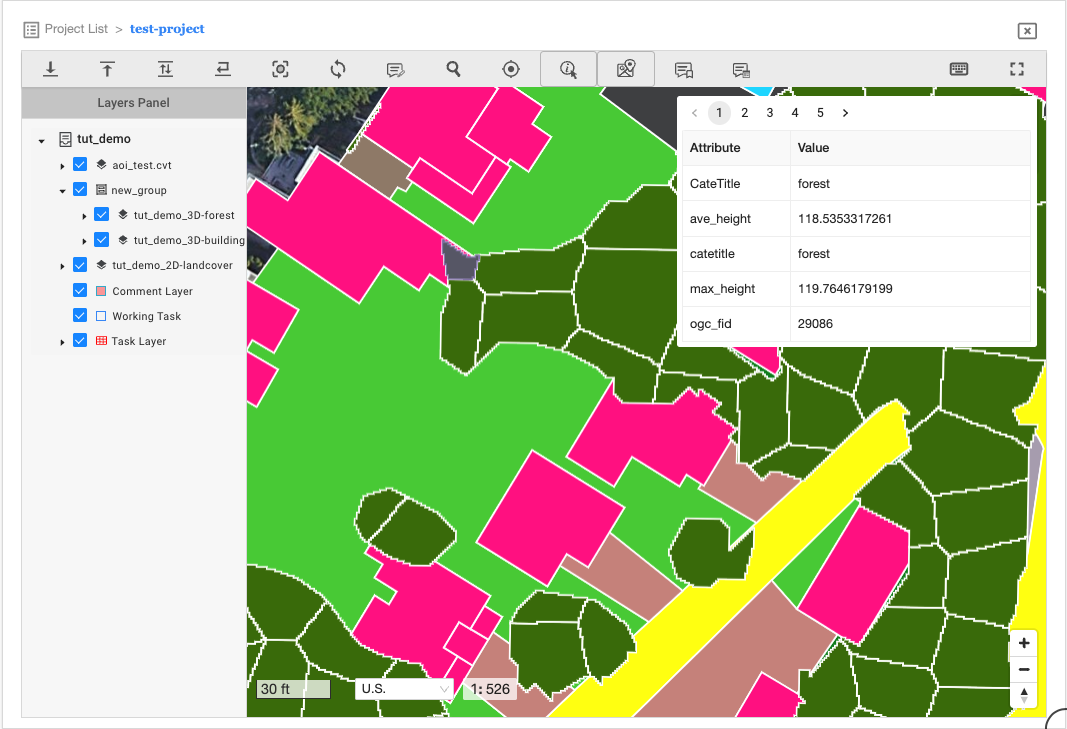 Project List > test-project
Layers Panel
tut_demo
aoi_test.cvt
new_group
tut_demo_3D-forest
tut_demo_3D-building
tut_demo_2D-landcover
Comment Layer
Working Task
Task Layer
< 1 2 3 4 5 >
Attribute Value
CateTitle forest
ave_height 118.5353317261
catetitle forest
max_height 119.7646179199
ogc_fid 29086
30 ft U.S. 1: 526